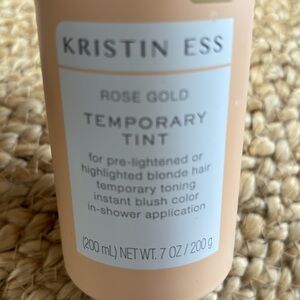 KRISTIN ESS
ROSE GOLD
TEMPORARY
TINT
for pre-lightened or
highlighted blonde hair
temporary toning
instant blush color
in-shower application
(200 mL) NET WT. 7 OZ / 200 g